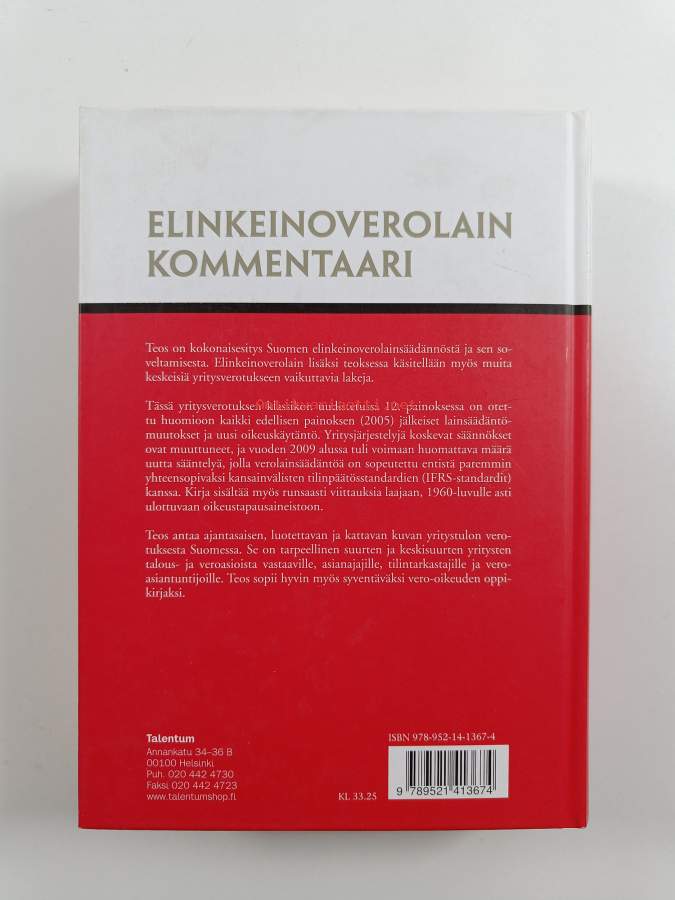 ELINKEINOVEROLAIN
KOMMENTAARI
Teos on kokonaisesitys Suomen elinkeinoverolainsäädännöstä ja sen so-
veltamisesta. Elinkeinoverolain lisäksi teoksessa käsitellään myös muita
keskeisiä yritysverotukseen vaikuttavia lakeja.
Tässä yritysverotuksen klassikon uudistetussa 12. painoksessa on otet-
tu huomioon kaikki edellisen painoksen (2005) jälkeiset lainsäädäntö-
muutokset ja uusi oikeuskäytäntö. Yritysjärjestelyjä koskevat säännökset
ovat muuttuneet, ja vuoden 2009 alussa tuli voimaan huomattava määrä
uutta sääntelyä, jolla verolainsäädäntöä on sopeutettu entistä paremmin
yhteensopivaksi kansainvälisten tilinpäätösstandardien (IFRS-standardit)
kanssa. Kirja sisältää myös runsaasti viittauksia laajaan, 1960-luvulle asti
ulottuvaan oikeustapausaineistoon.
Teos antaa ajantasaisen, luotettavan ja kattavan kuvan yritystulon vero-
tuksesta Suomessa. Se on tarpeellinen suurten ja keskisuurten yritysten
talous- ja veroasioista vastaaville, asianajajille, tilintarkastajille ja vero-
asiantuntijoille. Teos sopii hyvin myös syventäväksi vero-oikeuden oppi-
kirjaksi.
Talentum
Annankatu 34–36 B
00100 Helsinki
Puh. 020 442 4730
Faksi 020 442 4723
www.talentumshop.fi
KL 33.25
ISBN 978-952-14-1367-4
9 789521 413674